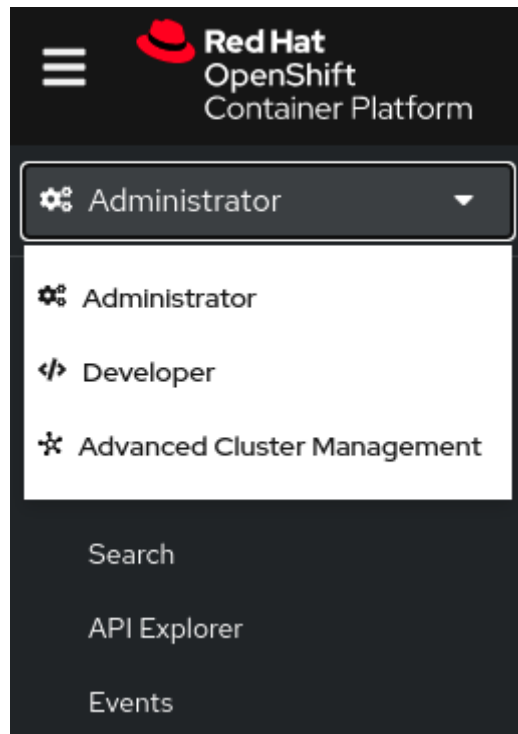 Red Hat
OpenShift
Container Platform
Administrator
Administrator
Developer
Advanced Cluster Management
Search
API Explorer
Events